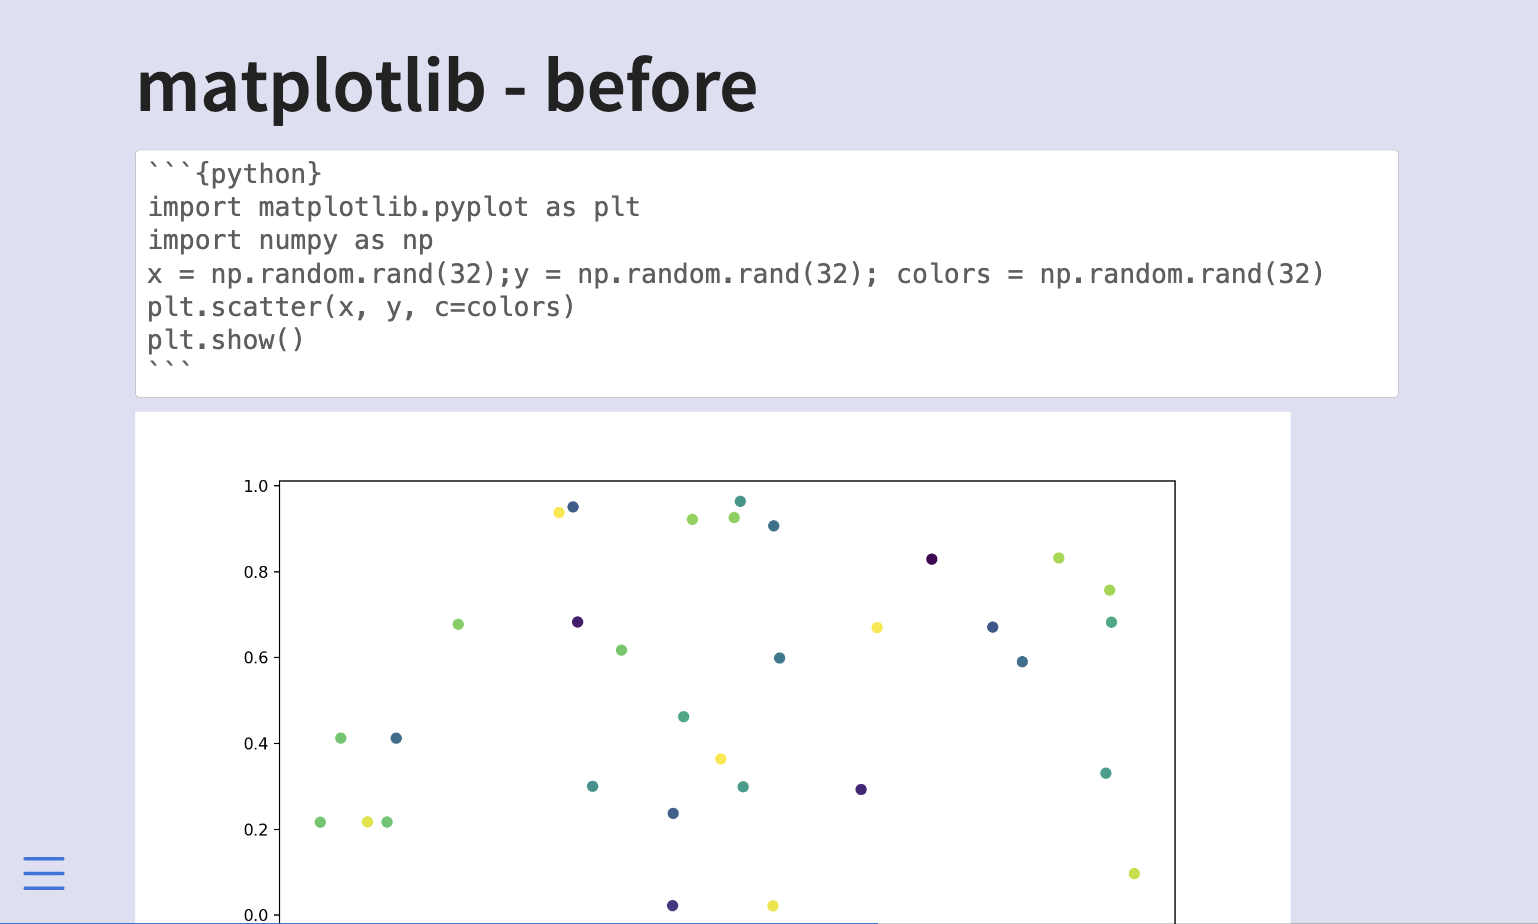 matplotlib - before
```{python}
import matplotlib.pyplot as plt
import numpy as np
x = np.random.rand(32);y = np.random.rand(32); colors = np.random.rand(32)
plt.scatter(x, y, c=colors)
plt.show()
```
1.0
0.8
0.6
0.4
0.2
0.0